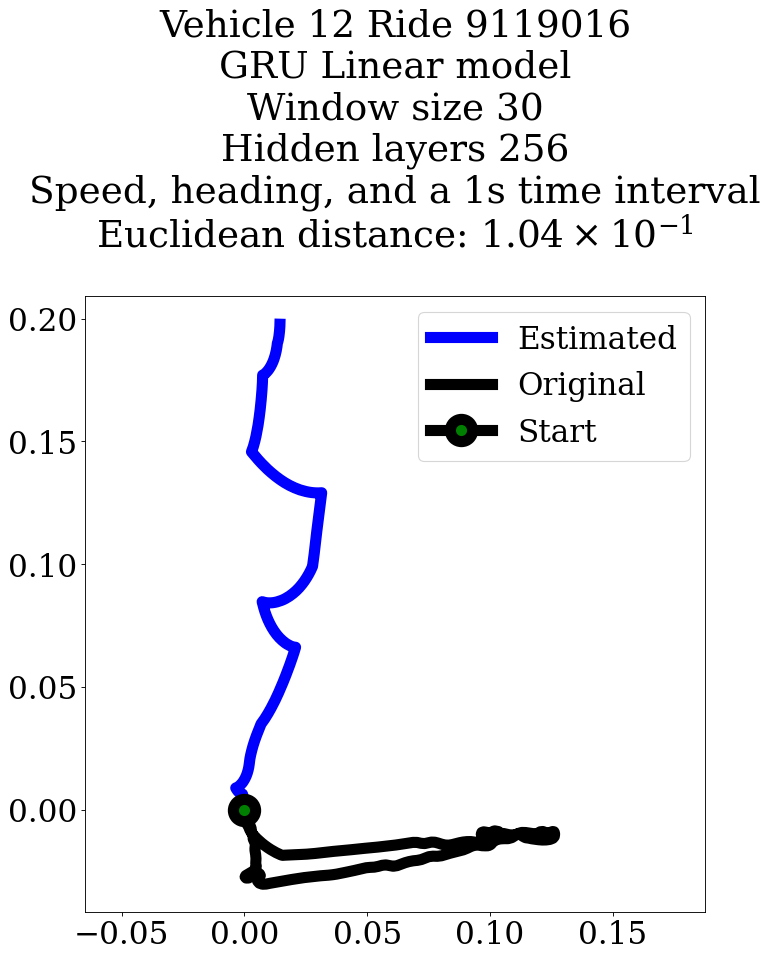 Vehicle 12 Ride 9119016
GRU Linear model
Window size 30
Hidden layers 256
Speed, heading, and a 1s time interval
Euclidean distance: 1.04 × 10⁻¹
Estimated
Original
Start
0.20
0.15
0.10
0.05
0.00
−0.05 0.00 0.05 0.10 0.15